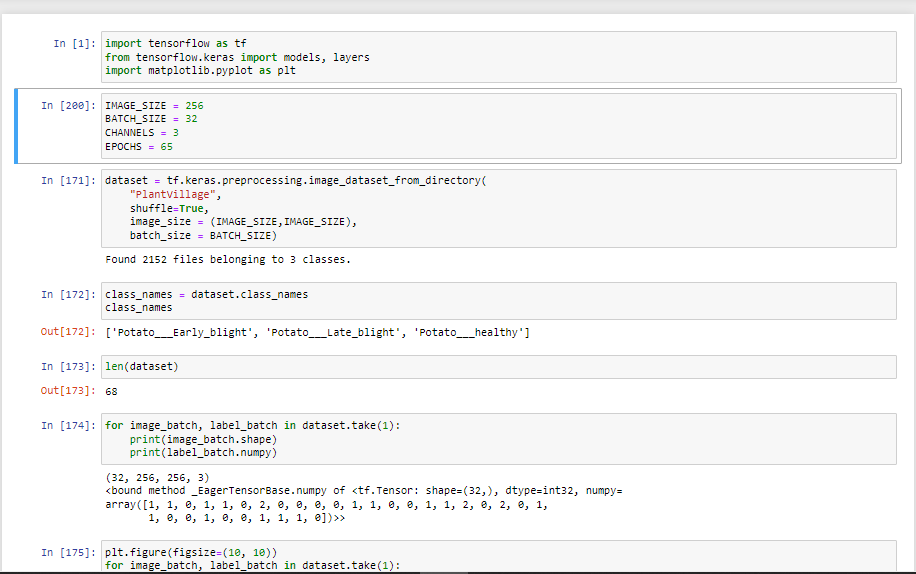 In [1]: import tensorflow as tf
from tensorflow.keras import models, layers
import matplotlib.pyplot as plt
In [200]: IMAGE_SIZE = 256
BATCH_SIZE = 32
CHANNELS = 3
EPOCHS = 65
In [171]: dataset = tf.keras.preprocessing.image_dataset_from_directory(
"PlantVillage",
shuffle=True,
image_size = (IMAGE_SIZE,IMAGE_SIZE),
batch_size = BATCH_SIZE)
Found 2152 files belonging to 3 classes.
In [172]: class_names = dataset.class_names
class_names
Out[172]: ['Potato___Early_blight', 'Potato___Late_blight', 'Potato___healthy']
In [173]: len(dataset)
Out[173]: 68
In [174]: for image_batch, label_batch in dataset.take(1):
print(image_batch.shape)
print(label_batch.numpy)
(32, 256, 256, 3)
<bound method _EagerTensorBase.numpy of <tf.Tensor: shape=(32,), dtype=int32, numpy=
array([1, 1, 0, 1, 1, 0, 2, 0, 0, 0, 0, 1, 1, 0, 0, 1, 1, 2, 0, 2, 0, 1,
1, 0, 0, 1, 0, 0, 1, 1, 1, 0])>>
In [175]: plt.figure(figsize=(10, 10))
for image_batch, label_batch in dataset.take(1):